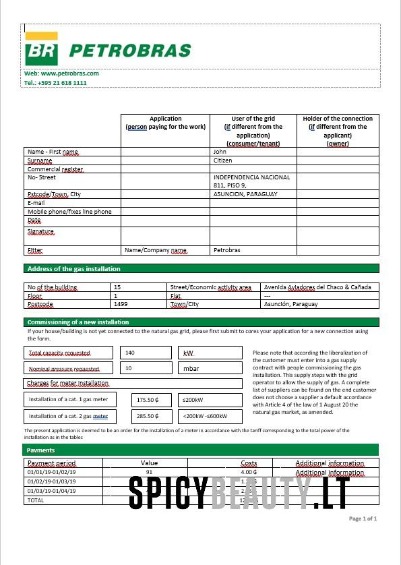 BR PETROBRAS
Web: www.petrobras.com
Tel.: +595 21 618 1111
Application
(person paying for the work)
User of the grid
(if different from the
application)
(consumer/tenant)
Holder of the connection
(if different from the
applicant)
(owner)
Name - First name
John
Surname
Citizen
Commercial register
No- Street
INDEPENDENCIA NACIONAL
811, PISO 9,
Pstcode/Town, City
ASUNCION, PARAGUAY
E-mail
Mobile phone/fixes line phone
Date
Signature
Fitter
Name/Company name
Petrobras
Address of the gas installation
No of the building
15
Street/Economic activity area
Avenida Aviadores del Chaco & Cañada
Floor
1
Flat
---
Postcode
1499
Town/City
Asunción, Paraguay
Commissioning of a new installation
If your house/building is not yet connected to the natural gas grid, please first submit to cores your application for a new connection using
the form.
Total capacity requested
140
kW
Nominal pressure requested
10
mbar
Charges for meter installation
Installation of a cat. 1 gas meter
175.50 ₲
≤200kW
Installation of a cat. 2 gas meter
285.50 ₲
<200kW -≤600kW
Please note that according the liberalization of
the customer must enter into a gas supply
contract with people commissioning the gas
installation. This supply steps with the grid
operator to allow the supply of gas. A complete
list of suppliers can be found on the end customer
does not choose a supplier a default accordance
with Article 4 of the law of 1 August 20 the
natural gas market, as amended.
The present application is deemed to be an order for the installation of a meter in accordance with the tariff corresponding to the total power of the
installation as in the tables.
Payments
Payment period
Value
Costs
Additional information
01/01/19-01/02/19
91
4.00 ₲
Additional information
01/02/19-01/03/19
01/03/19-01/04/19
TOTAL
SPICYBEAUTY.LT
Page 1 of 1